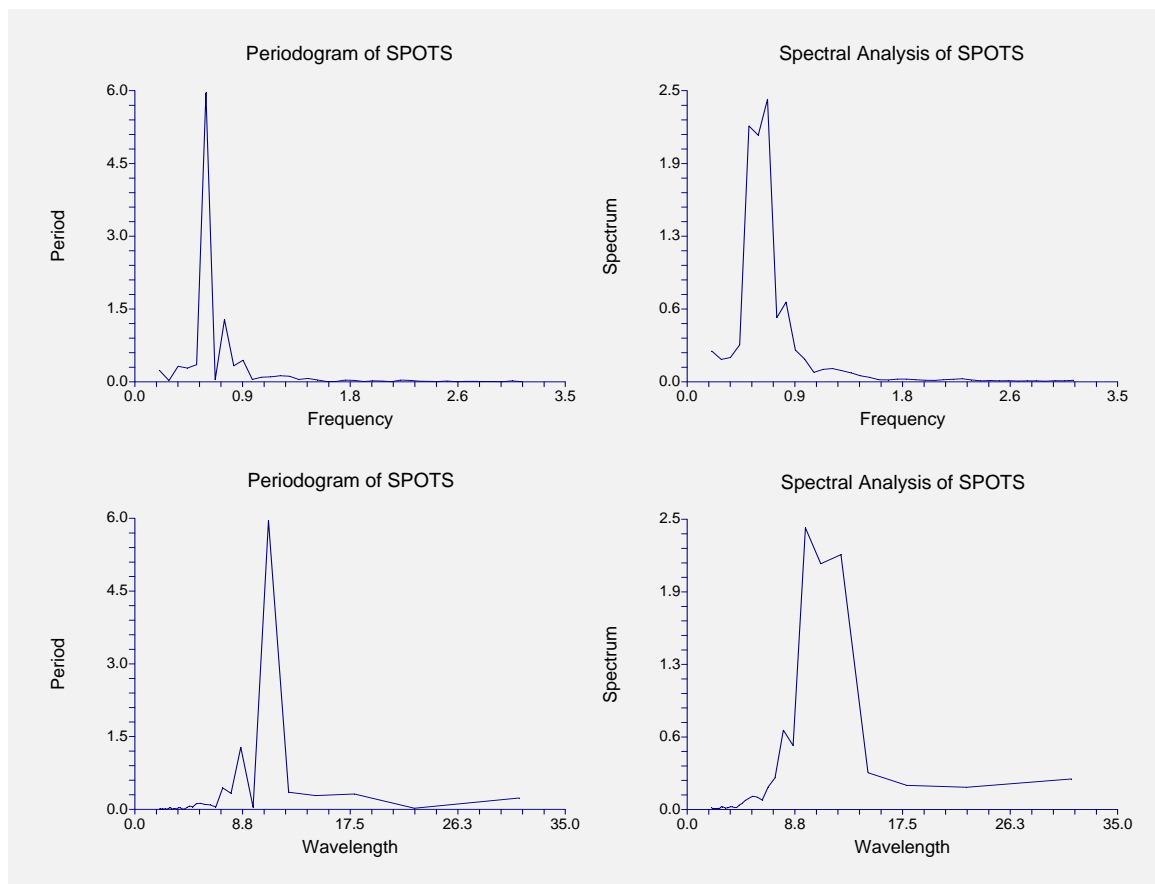 Periodogram of SPOTS
Period
6.0
4.5
3.0
1.5
0.0
0.0 0.9 1.8 2.6 3.5
Frequency
Spectral Analysis of SPOTS
Spectrum
2.5
1.9
1.3
0.6
0.0
0.0 0.9 1.8 2.6 3.5
Frequency
Periodogram of SPOTS
Period
6.0
4.5
3.0
1.5
0.0
0.0 8.8 17.5 26.3 35.0
Wavelength
Spectral Analysis of SPOTS
Spectrum
2.5
1.9
1.3
0.6
0.0
0.0 8.8 17.5 26.3 35.0
Wavelength